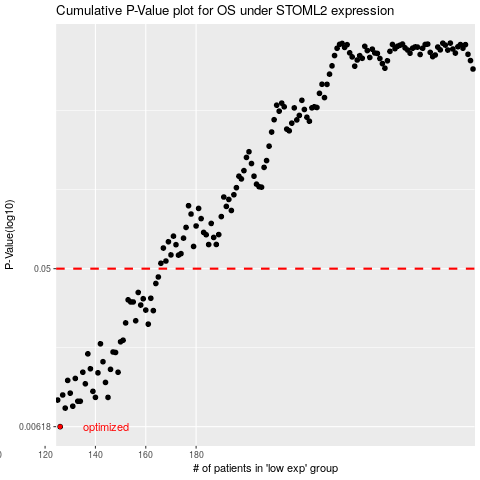 Cumulative P-Value plot for OS under STOML2 expression
P-Value(log10)
0.05
0.00618
optimized
0 120 140 160 180
# of patients in 'low exp' group